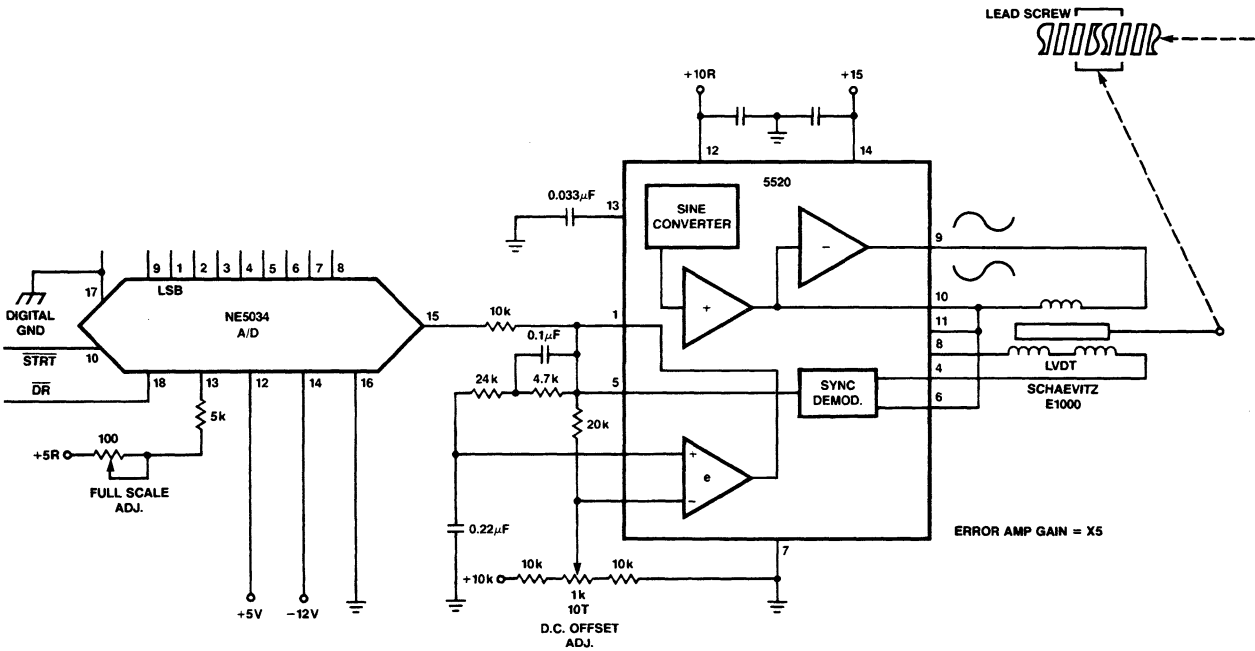 LEAD SCREW
+10R
+15
12
14
5520
0.033µF
13
SINE
CONVERTER
−
9
+
10
11
8
LVDT
SCHAEVITZ
E1000
4
6
SYNC
DEMOD.
9 1 2 3 4 5 6 7 8
LSB
17
DIGITAL
GND
NE5034
A/D
15
10k
1
0.1µF
24k
4.7k
5
20k
10
STRT
DR
18
13
12
14
16
5k
100
+5R
FULL SCALE
ADJ.
+
e
−
0.22µF
ERROR AMP GAIN = X5
7
+10k
10k
10k
1k
10T
D.C. OFFSET
ADJ.
+5V
−12V